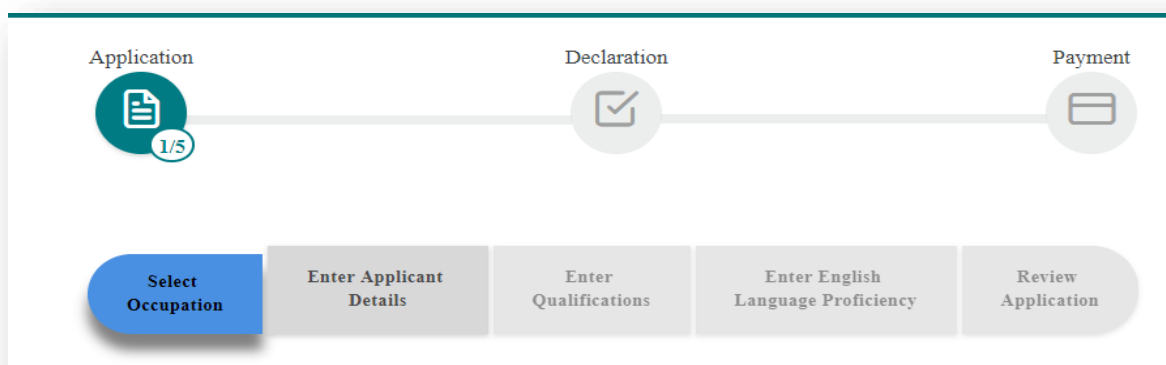 Application
Declaration
Payment
1/5
Select
Occupation
Enter Applicant
Details
Enter
Qualifications
Enter English
Language Proficiency
Review
Application